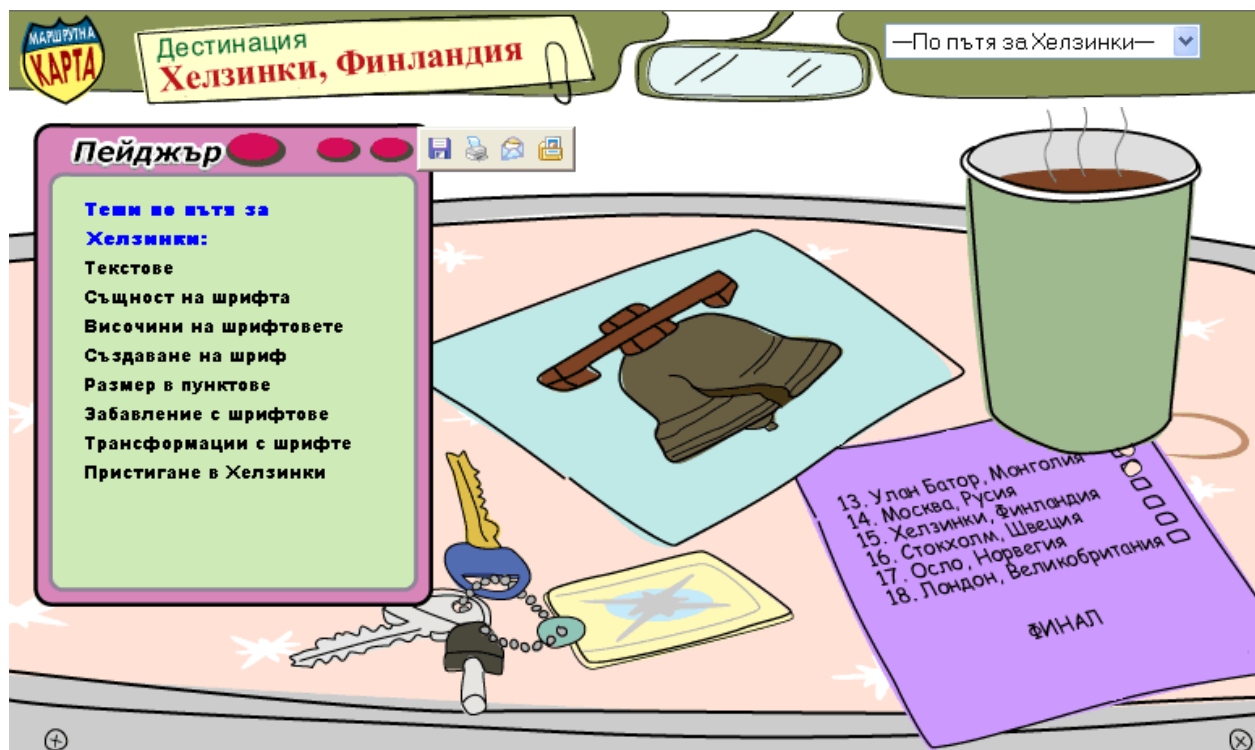 МАРШРУТНА
КАРТА
Дестинация
Хелзинки, Финландия
—По пътя за Хелзинки—
Пейджър
Теми по пътя за
Хелзинки:
Текстове
Същност на шрифта
Височини на шрифтовете
Създаване на шриф
Размер в пунктове
Забавление с шрифтове
Трансформации с шрифте
Пристигане в Хелзинки
13. Улан Батор, Монголия
14. Москва, Русия
15. Хелзинки, Финландия
16. Стокхолм, Швеция
17. Осло, Норвегия
18. Лондон, Великобритания
ФИНАЛ